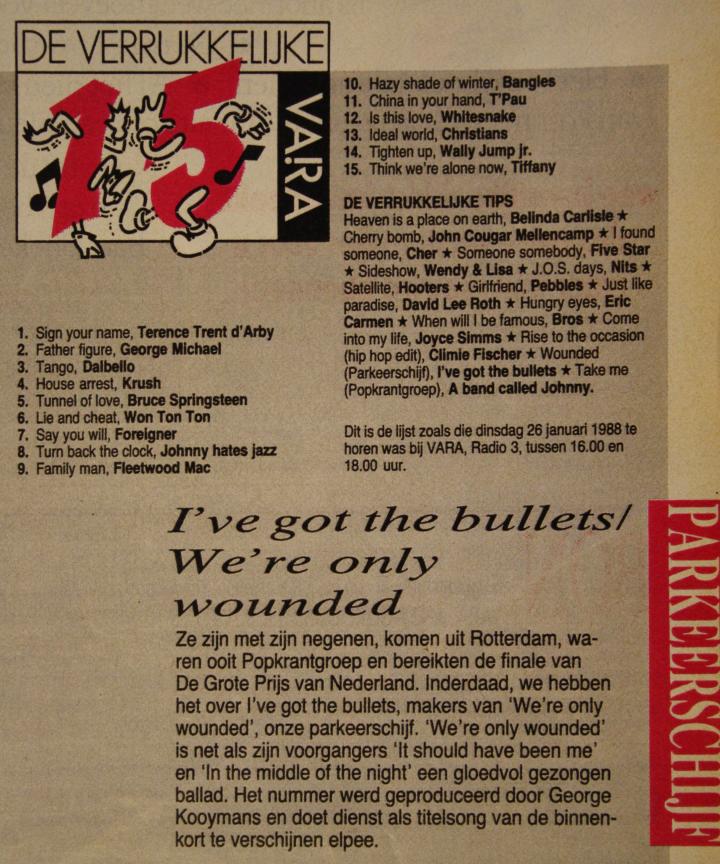 DE VERRUKKELIJKE
15
VARA
1. Sign your name, Terence Trent d'Arby
2. Father figure, George Michael
3. Tango, Dalbello
4. House arrest, Krush
5. Tunnel of love, Bruce Springsteen
6. Lie and cheat, Won Ton Ton
7. Say you will, Foreigner
8. Turn back the clock, Johnny hates jazz
9. Family man, Fleetwood Mac
10. Hazy shade of winter, Bangles
11. China in your hand, T'Pau
12. Is this love, Whitesnake
13. Ideal world, Christians
14. Tighten up, Wally Jump jr.
15. Think we're alone now, Tiffany
DE VERRUKKELIJKE TIPS
Heaven is a place on earth, Belinda Carlisle ★
Cherry bomb, John Cougar Mellencamp ★ I found
someone, Cher ★ Someone somebody, Five Star
★ Sideshow, Wendy & Lisa ★ J.O.S. days, Nits ★
Satellite, Hooters ★ Girlfriend, Pebbles ★ Just like
paradise, David Lee Roth ★ Hungry eyes, Eric
Carmen ★ When will I be famous, Bros ★ Come
into my life, Joyce Simms ★ Rise to the occasion
(hip hop edit), Climie Fischer ★ Wounded
(Parkeerschijf), I've got the bullets ★ Take me
(Popkrantgroep), A band called Johnny.
Dit is de lijst zoals die dinsdag 26 januari 1988 te
horen was bij VARA, Radio 3, tussen 16.00 en
18.00 uur.
I've got the bullets/
We're only
wounded
Ze zijn met zijn negenen, komen uit Rotterdam, wa-
ren ooit Popkrantgroep en bereikten de finale van
De Grote Prijs van Nederland. Inderdaad, we hebben
het over I've got the bullets, makers van 'We're only
wounded', onze parkeerschijf. 'We're only wounded'
is net als zijn voorgangers 'It should have been me'
en 'In the middle of the night' een gloedvol gezongen
ballad. Het nummer werd geproduceerd door George
Kooymans en doet dienst als titelsong van de binnen-
kort te verschijnen elpee.
PARKEERSCHIJF